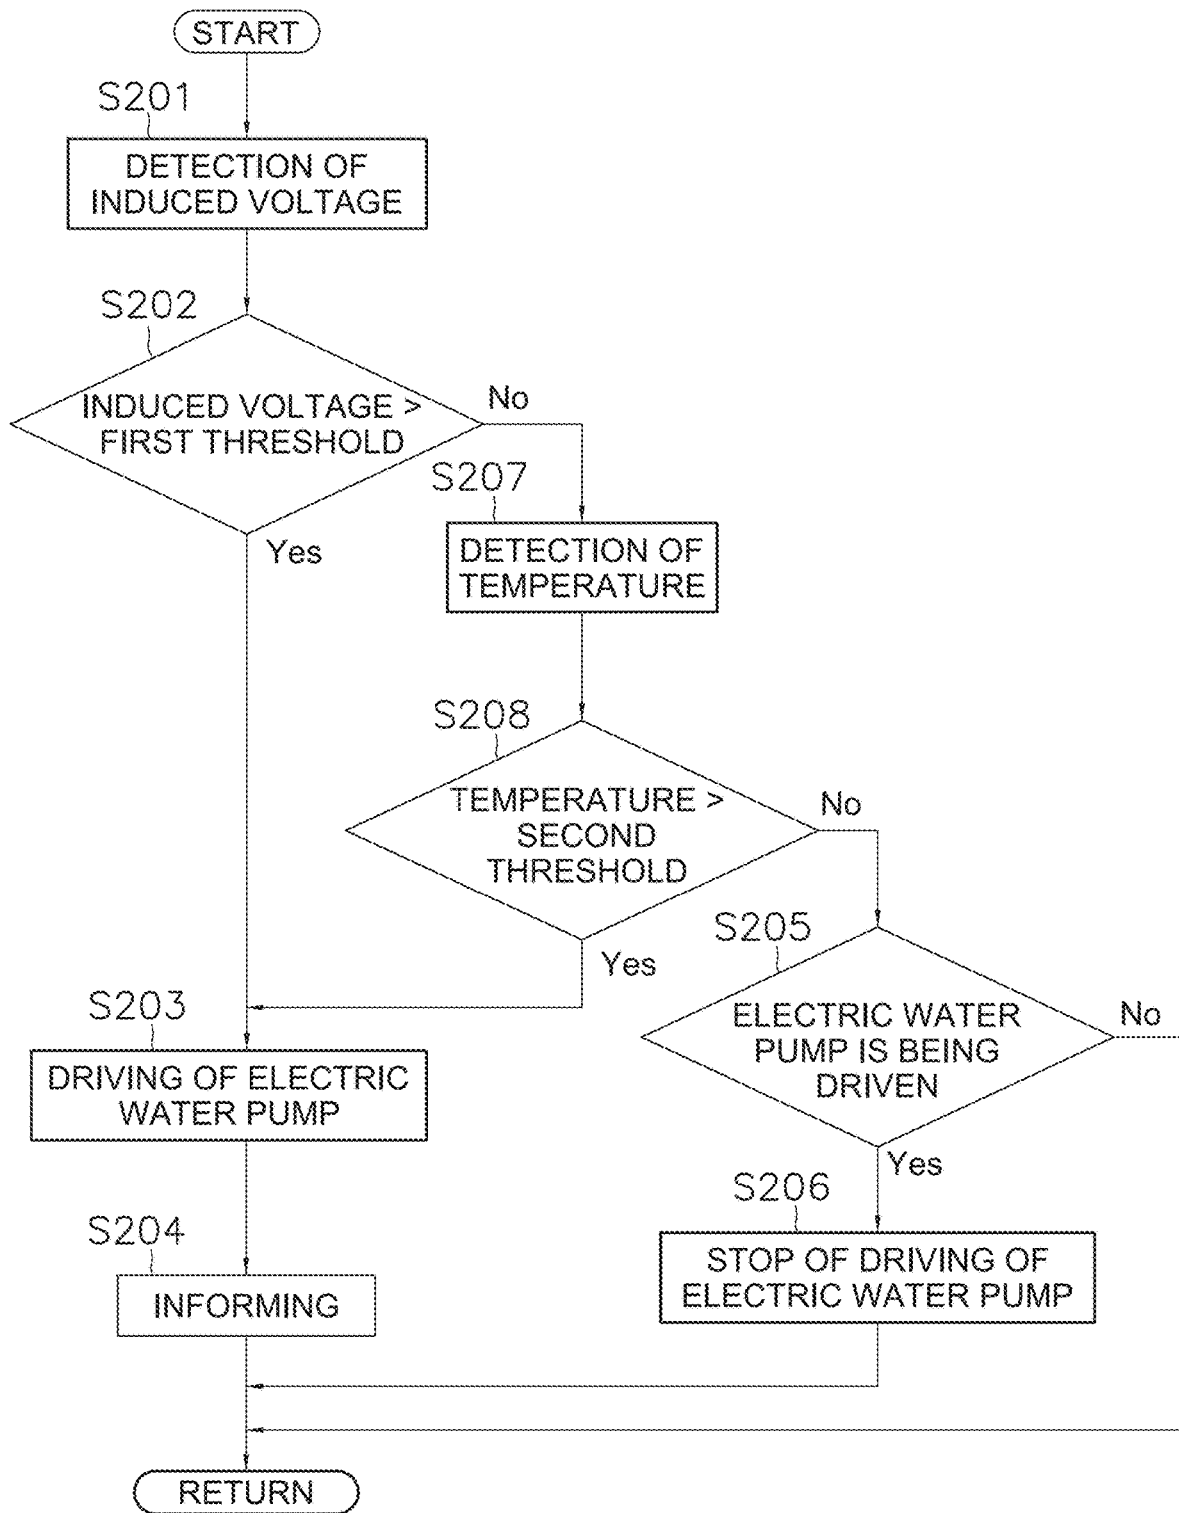 START
S201
DETECTION OF
INDUCED VOLTAGE
S202
INDUCED VOLTAGE >
FIRST THRESHOLD
No
Yes
S207
DETECTION OF
TEMPERATURE
S208
TEMPERATURE >
SECOND
THRESHOLD
No
Yes
S205
ELECTRIC WATER
PUMP IS BEING
DRIVEN
No
Yes
S203
DRIVING OF ELECTRIC
WATER PUMP
S206
STOP OF DRIVING OF
ELECTRIC WATER PUMP
S204
INFORMING
RETURN